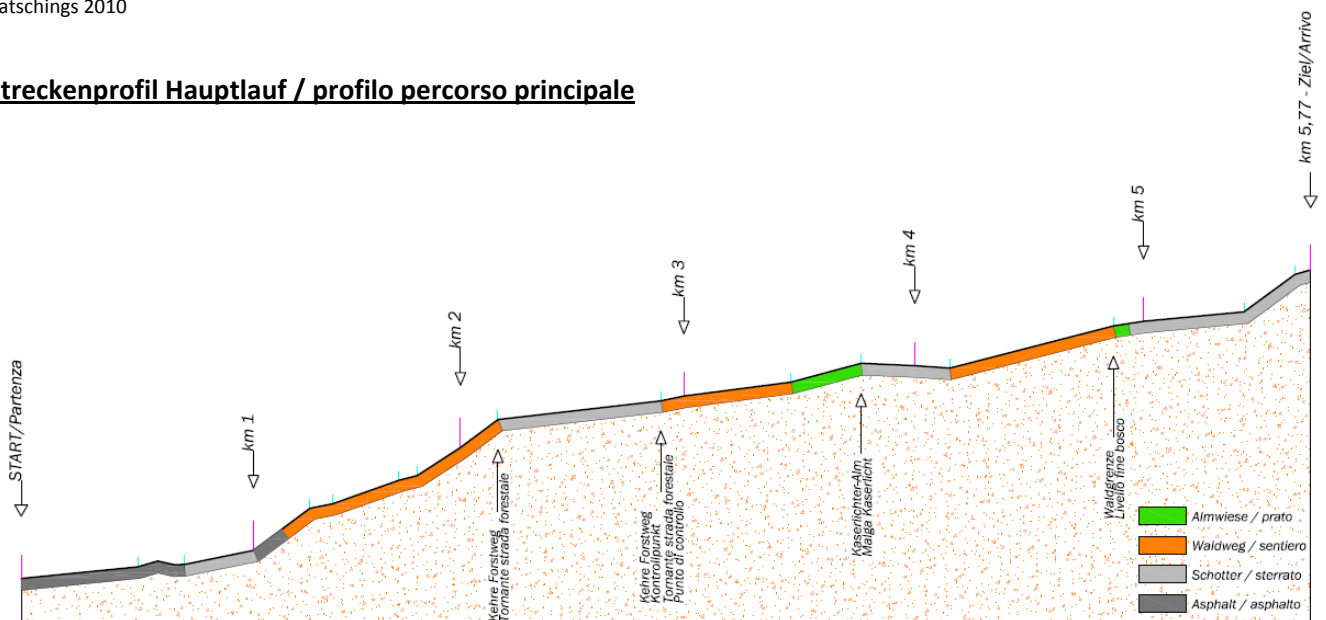 atschings 2010
treckenprofil Hauptlauf / profilo percorso principale
START/Partenza
km 1
km 2
Kehre Forstweg
Tornante strada forestale
km 3
Kehre Forstweg
Kontrollpunkt
Tornante strada forestale
Punto di controllo
Kaserlichter-Alm
Malga Kaserlicht
km 4
Waldgrenze
Livello fine bosco
km 5
km 5,77 - Ziel/Arrivo
Almwiese / prato
Waldweg / sentiero
Schotter / sterrato
Asphalt / asphalto